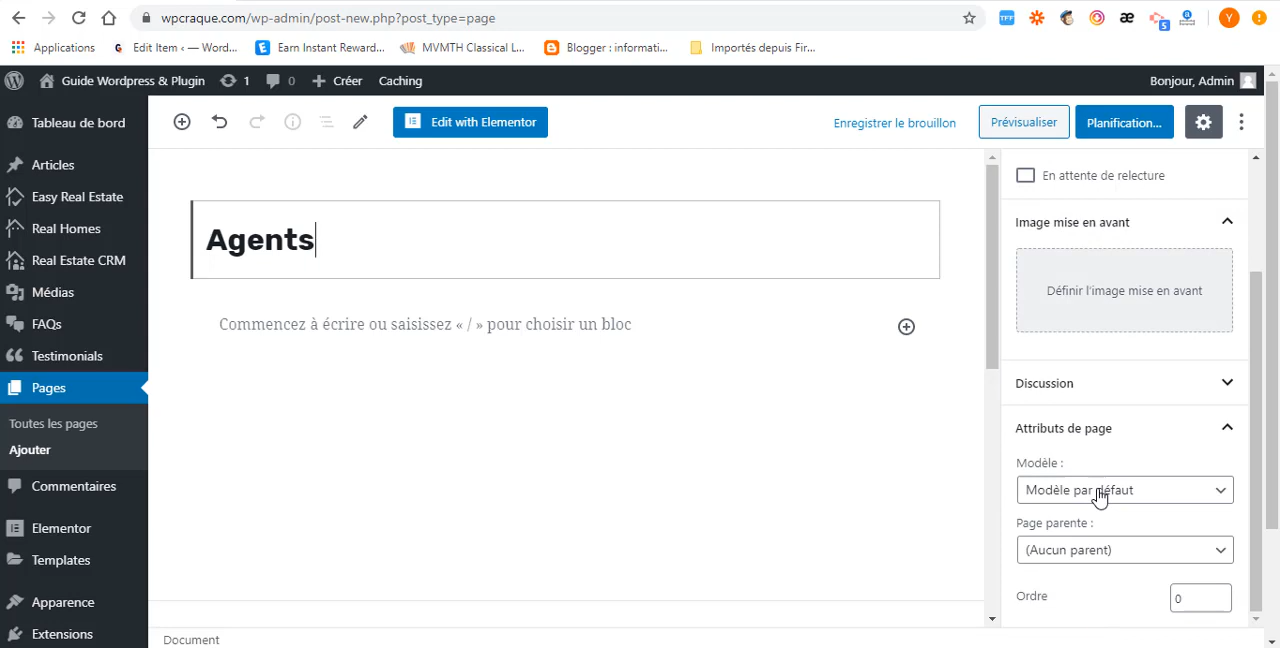 wpcraque.com/wp-admin/post-new.php?post_type=page
Applications
Edit Item ‹ — Word...
Earn Instant Reward...
MVMTH Classical L...
Blogger : informati...
Importés depuis Fir...
TFF
æ
5
Y
Guide Wordpress & Plugin
1
0
Créer
Caching
Bonjour, Admin
Tableau de bord
Articles
Easy Real Estate
Real Homes
Real Estate CRM
Médias
FAQs
Testimonials
Pages
Toutes les pages
Ajouter
Commentaires
Elementor
Templates
Apparence
Extensions
Edit with Elementor
Enregistrer le brouillon
Prévisualiser
Planification...
Agents
Commencez à écrire ou saisissez « / » pour choisir un bloc
En attente de relecture
Image mise en avant
Définir l'image mise en avant
Discussion
Attributs de page
Modèle :
Modèle par défaut
Page parente :
(Aucun parent)
Ordre
0
Document